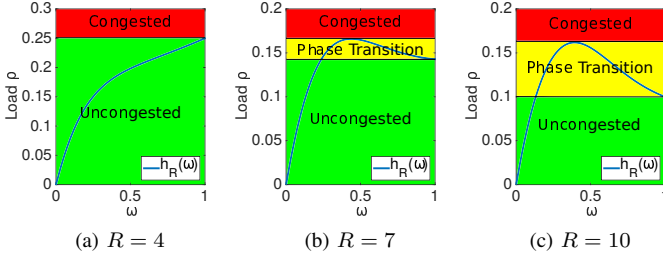 0.3
0.25
0.2
0.15
0.1
0.05
0
Load ρ
Congested
Uncongested
h_R(ω)
0 0.5 1
ω
(a) R = 4
0.2
0.15
0.1
0.05
0
Load ρ
Congested
Phase Transition
Uncongested
h_R(ω)
0 0.5 1
ω
(b) R = 7
0.2
0.15
0.1
0.05
0
Load ρ
Congested
Phase Transition
Uncongested
h_R(ω)
0 0.5 1
ω
(c) R = 10